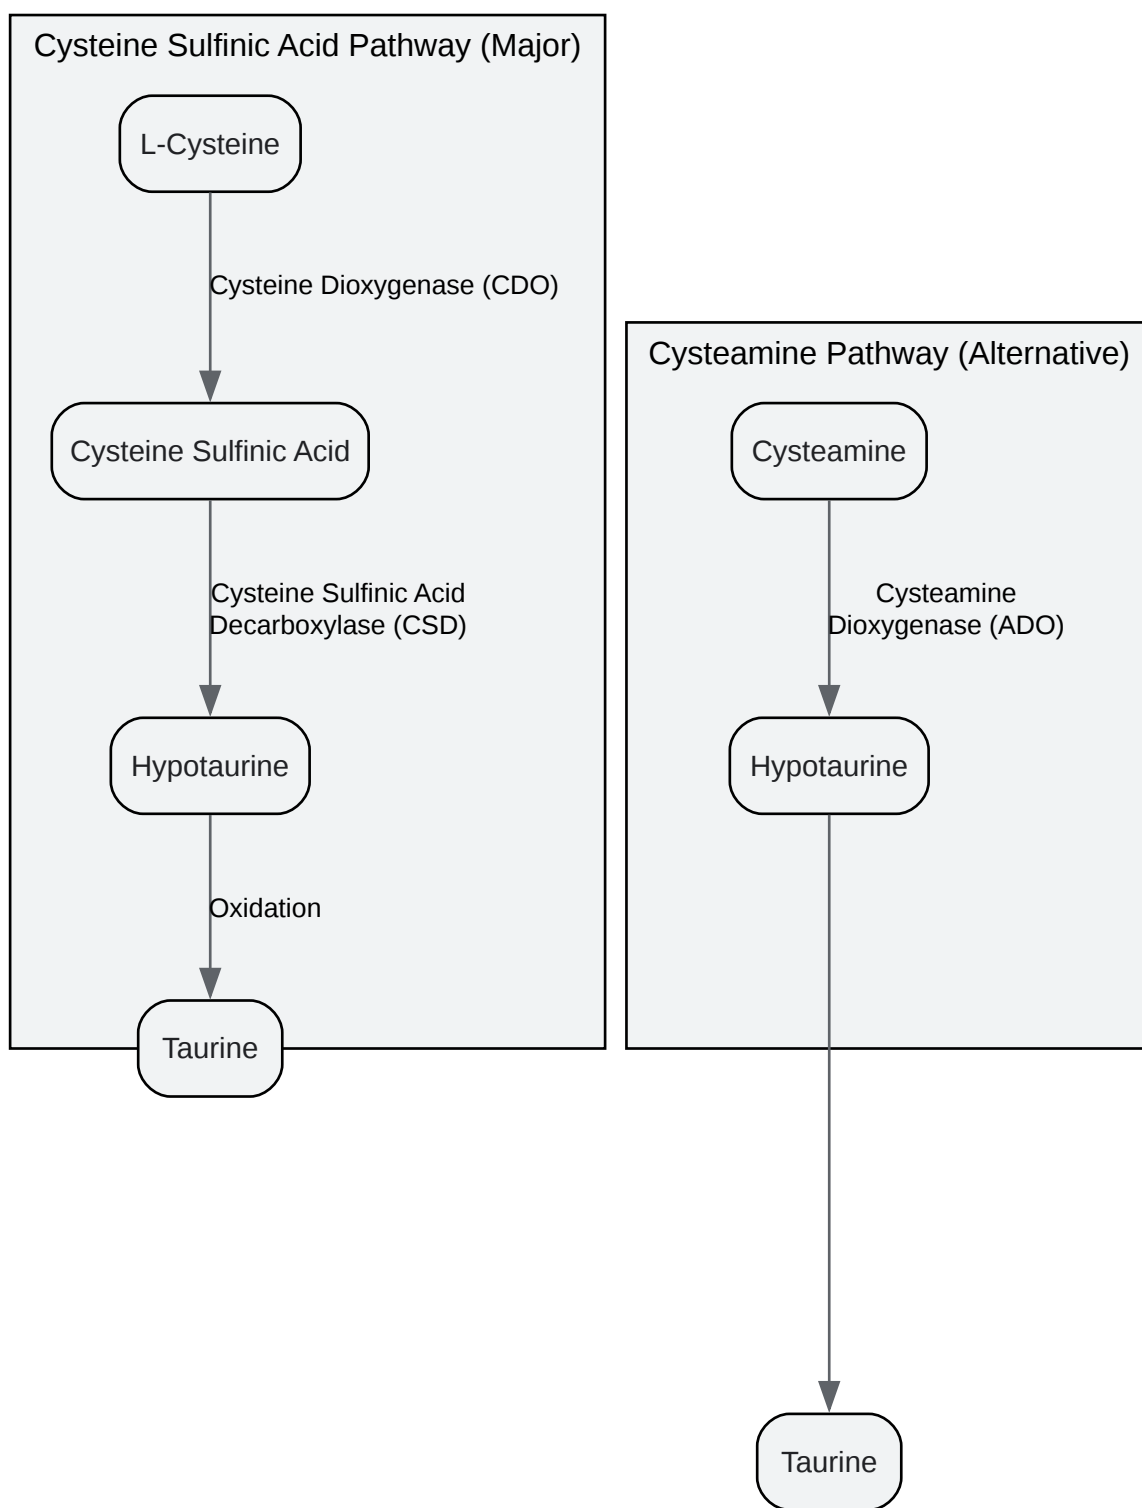 Cysteine Sulfinic Acid Pathway (Major)
L-Cysteine
Cysteine Dioxygenase (CDO)
Cysteine Sulfinic Acid
Cysteine Sulfinic Acid
Decarboxylase (CSD)
Hypotaurine
Oxidation
Taurine
Cysteamine Pathway (Alternative)
Cysteamine
Cysteamine
Dioxygenase (ADO)
Hypotaurine
Taurine